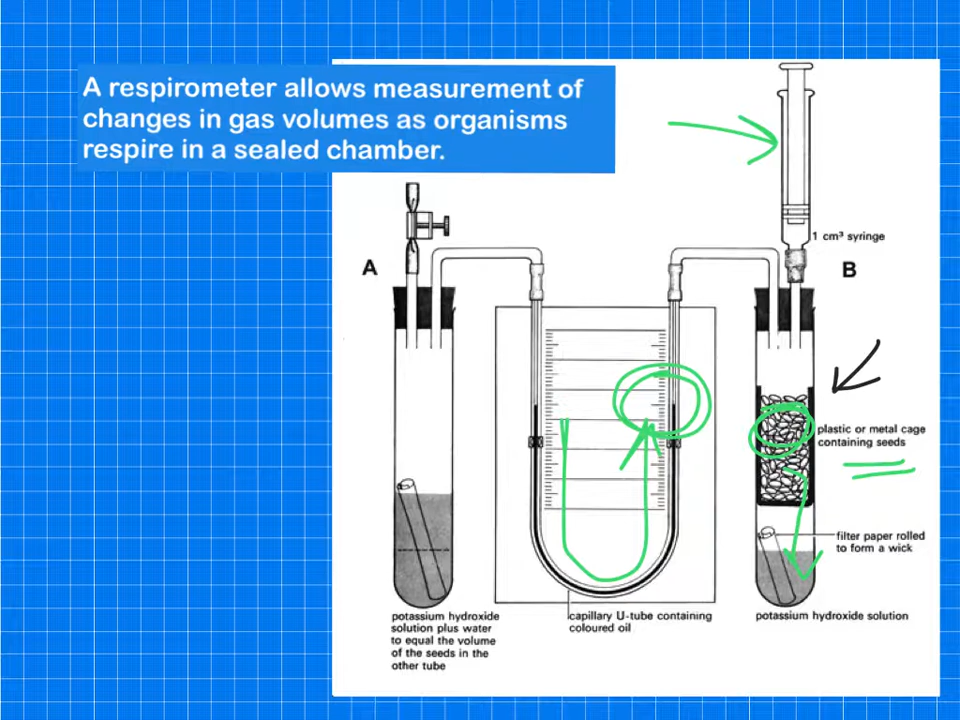 A respirometer allows measurement of
changes in gas volumes as organisms
respire in a sealed chamber.
1 cm³ syringe
A
B
plastic or metal cage
containing seeds
filter paper rolled
to form a wick
potassium hydroxide
solution plus water
to equal the volume
of the seeds in the
other tube
capillary U-tube containing
coloured oil
potassium hydroxide solution